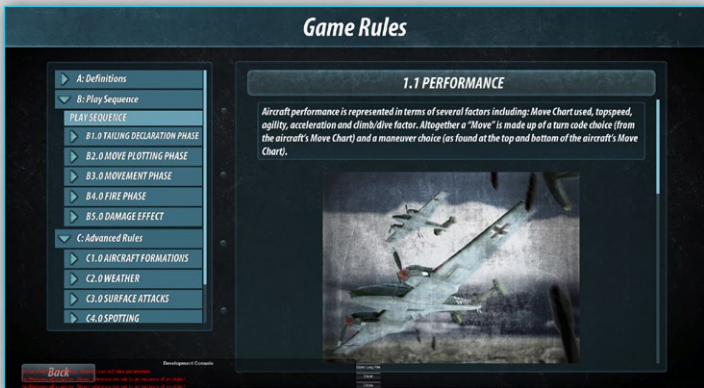 Game Rules
A: Definitions
B: Play Sequence
PLAY SEQUENCE
B1.0 TAILING DECLARATION PHASE
B2.0 MOVE PLOTTING PHASE
B3.0 MOVEMENT PHASE
B4.0 FIRE PHASE
B5.0 DAMAGE EFFECT
C: Advanced Rules
C1.0 AIRCRAFT FORMATIONS
C2.0 WEATHER
C3.0 SURFACE ATTACKS
C4.0 SPOTTING
1.1 PERFORMANCE
Aircraft performance is represented in terms of several factors including: Move Chart used, topspeed,
agility, acceleration and climb/dive factor. Altogether a "Move" is made up of a turn code choice (from
the aircraft's Move Chart) and a maneuver choice (as found at the top and bottom of the aircraft's Move
Chart).
Back
Development Console